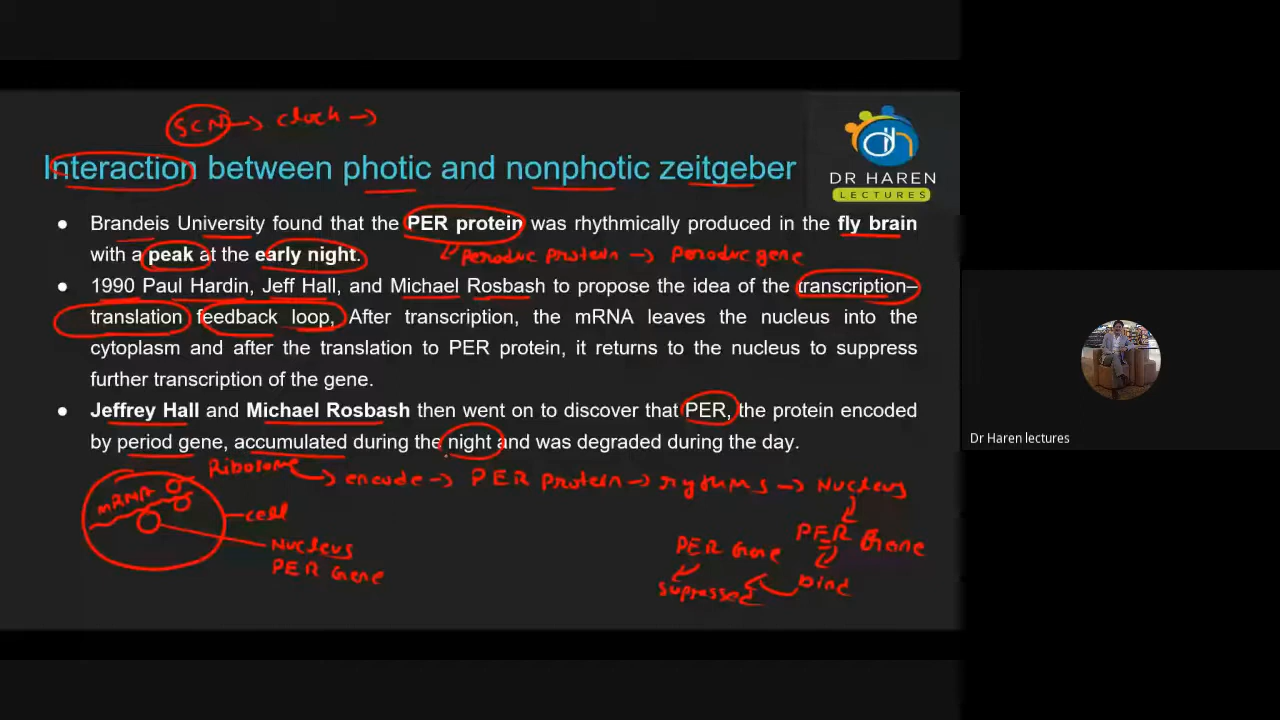 SCN → clock →
Interaction between photic and nonphotic zeitgeber
DR HAREN
LECTURES
● Brandeis University found that the PER protein was rhythmically produced in the fly brain
with a peak at the early night.
Periodic protein → Periodic gene
● 1990 Paul Hardin, Jeff Hall, and Michael Rosbash to propose the idea of the transcription–
translation feedback loop, After transcription, the mRNA leaves the nucleus into the
cytoplasm and after the translation to PER protein, it returns to the nucleus to suppress
further transcription of the gene.
● Jeffrey Hall and Michael Rosbash then went on to discover that PER, the protein encoded
by period gene, accumulated during the night and was degraded during the day.
Dr Haren lectures
Ribosome → encode → PER Protein → rythums → Nucleus
mRNA
cell
Nucleus
PER Gene
PER Gene
bind
PER Gene
Supressed